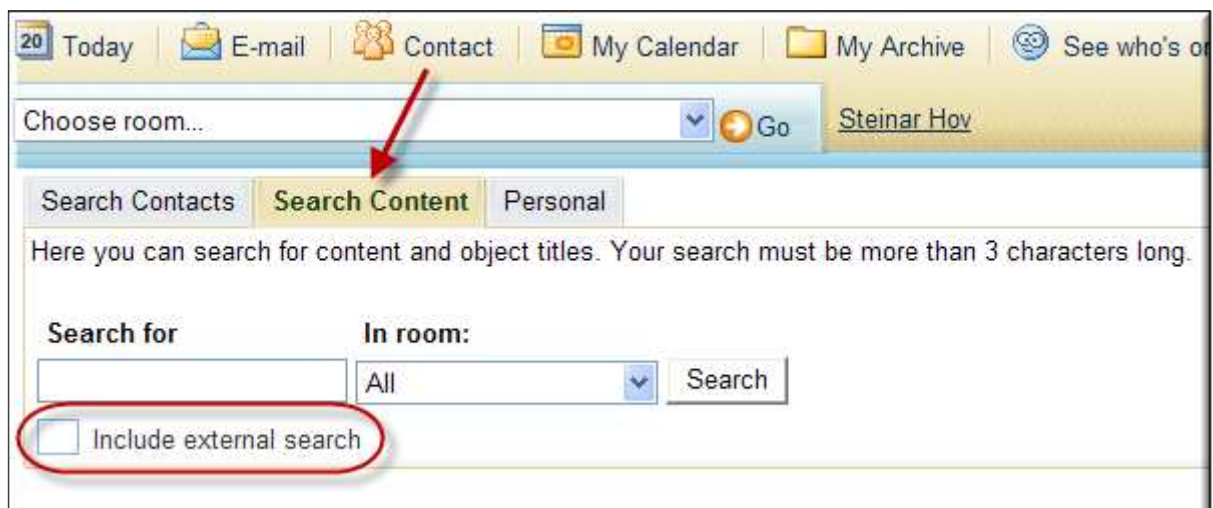 20 Today E-mail Contact My Calendar My Archive See who's on
Choose room... Go Steinar Hov
Search Contacts Search Content Personal
Here you can search for content and object titles. Your search must be more than 3 characters long.
Search for In room:
All Search
Include external search